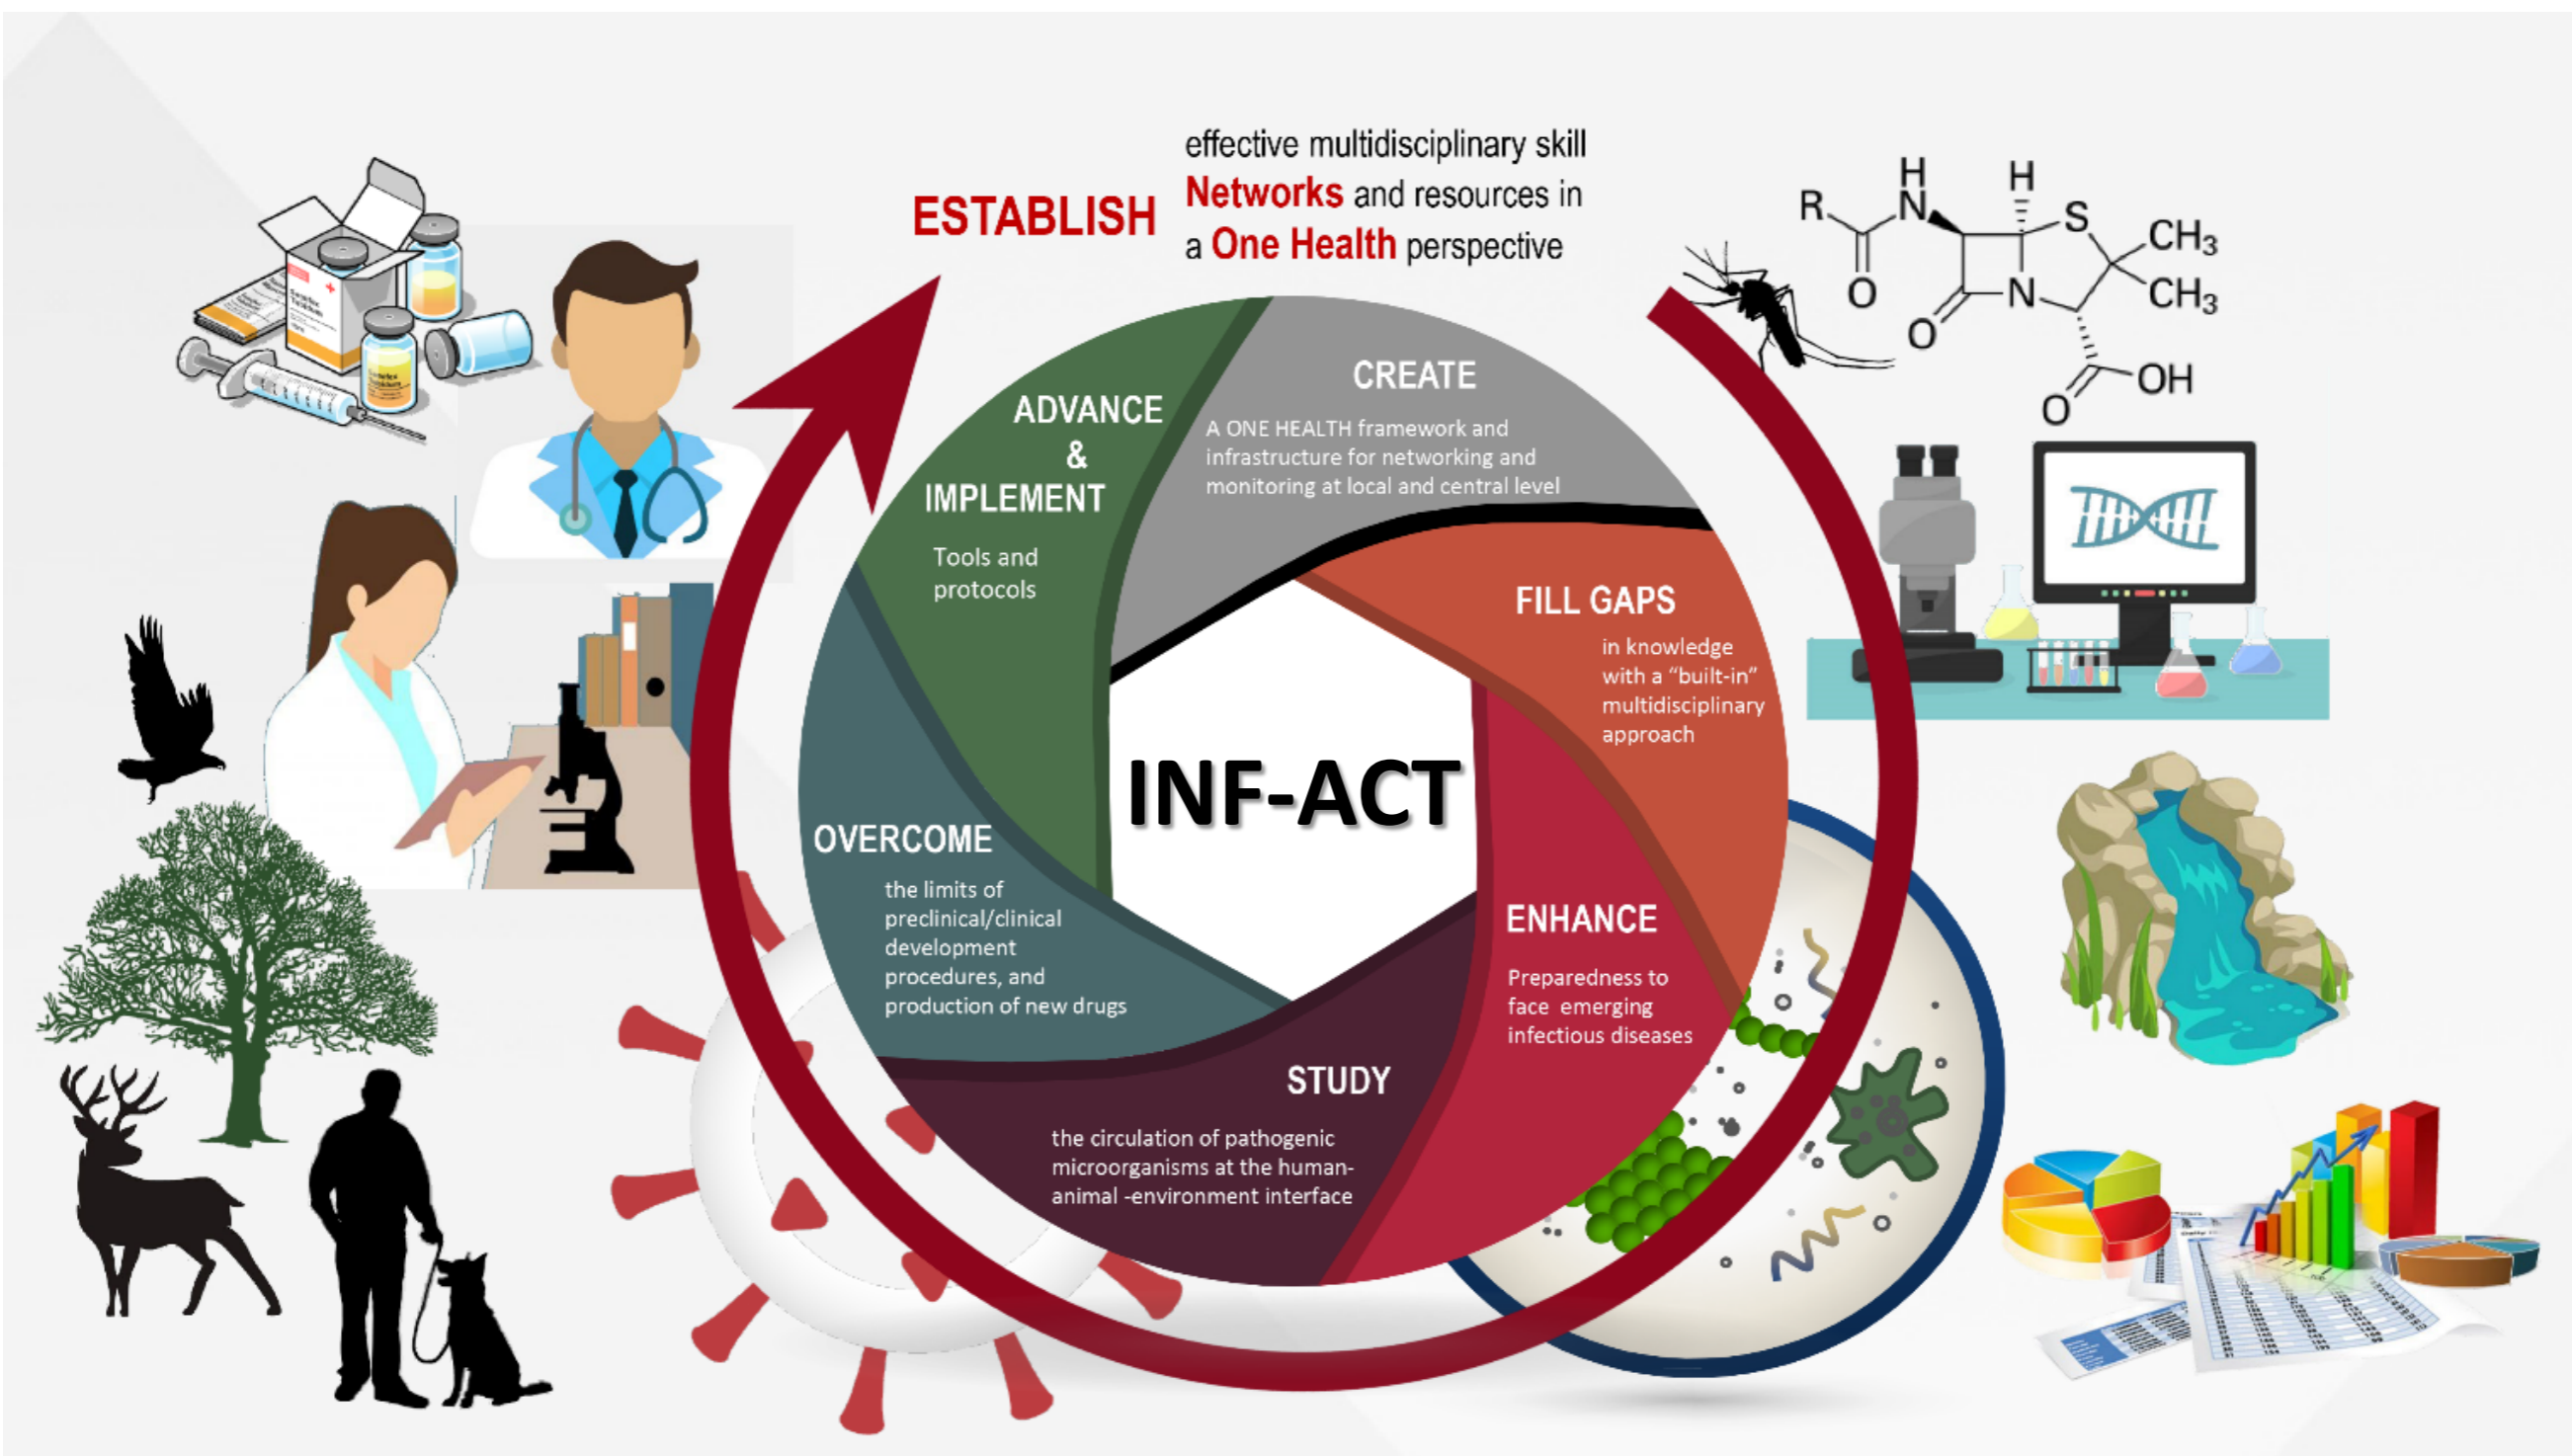 ESTABLISH
effective multidisciplinary skill
Networks and resources in
a One Health perspective
CREATE
A ONE HEALTH framework and
infrastructure for networking and
monitoring at local and central level
FILL GAPS
in knowledge
with a “built-in”
multidisciplinary
approach
ENHANCE
Preparedness to
face emerging
infectious diseases
STUDY
the circulation of pathogenic
microorganisms at the human-
animal -environment interface
OVERCOME
the limits of
preclinical/clinical
development
procedures, and
production of new drugs
ADVANCE
&
IMPLEMENT
Tools and
protocols
INF-ACT
H
H
R
N
S
CH3
O
N
CH3
O
OH
O